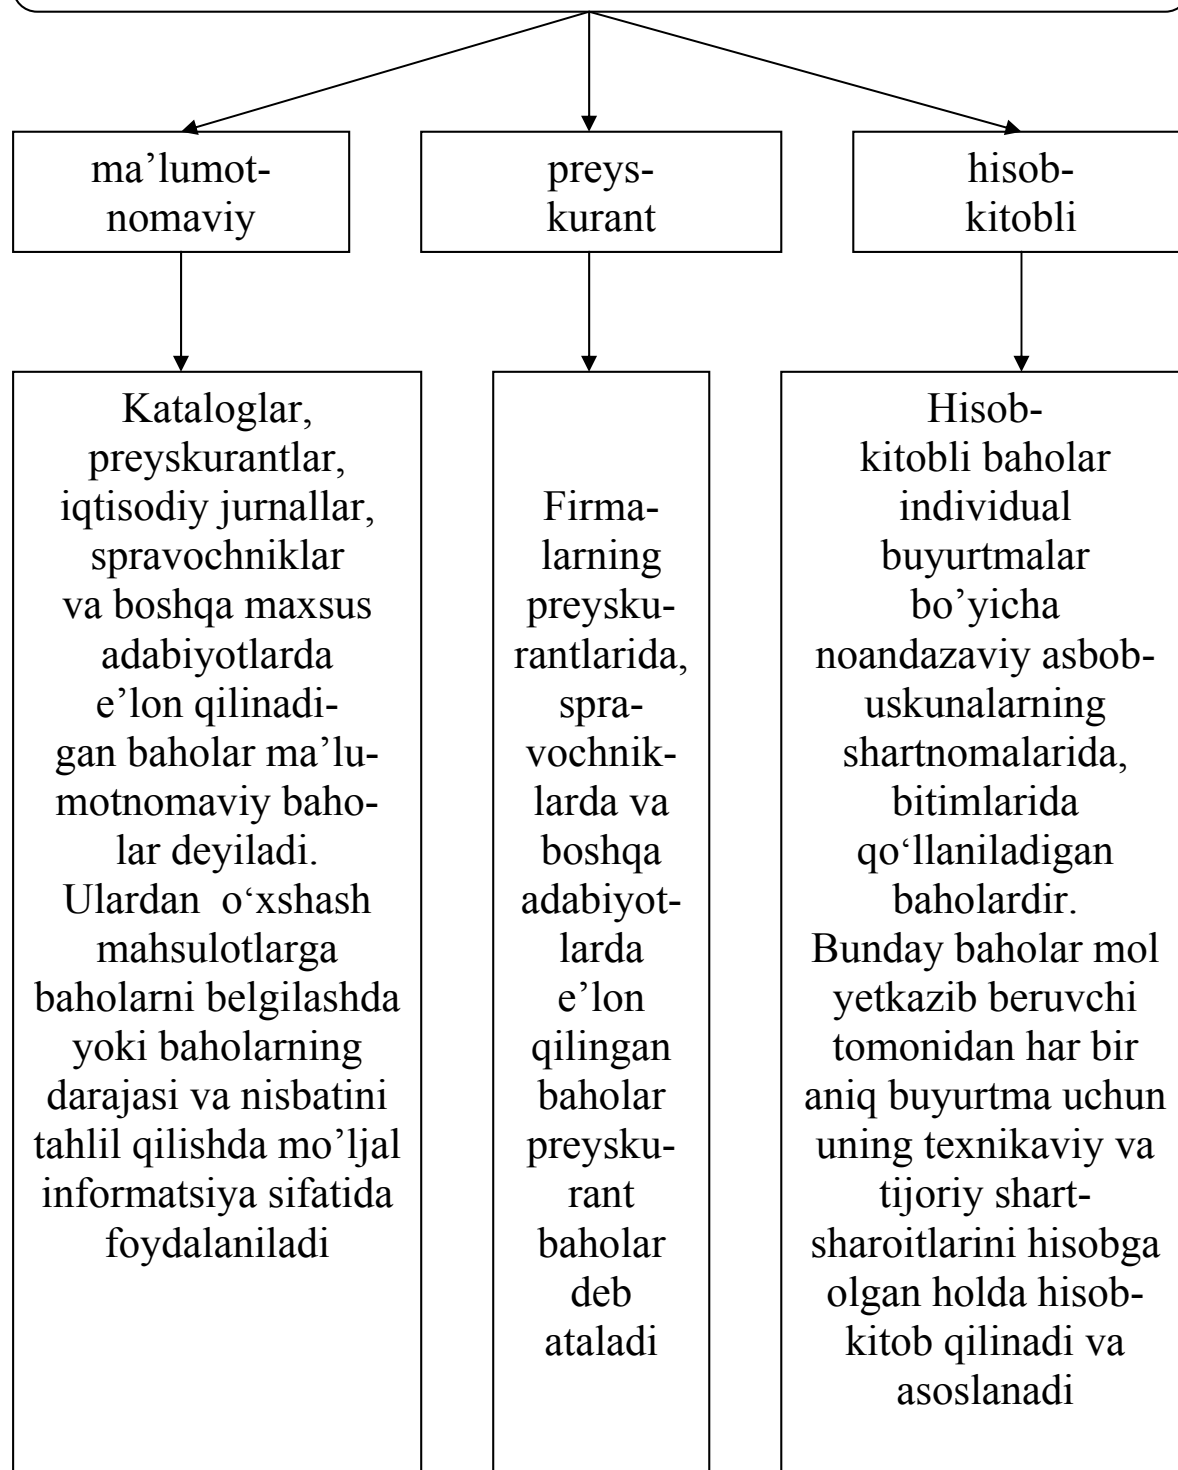 ma’lumot-
nomaviy
preys-
kurant
hisob-
kitobli
Kataloglar,
preyskurantlar,
iqtisodiy jurnallar,
spravochniklar
va boshqa maxsus
adabiyotlarda
e’lon qilinadi-
gan baholar ma’lu-
motnomaviy baho-
lar deyiladi.
Ulardan o‘xshash
mahsulotlarga
baholarni belgilashda
yoki baholarning
darajasi va nisbatini
tahlil qilishda mo’ljal
informatsiya sifatida
foydalaniladi
Firma-
larning
preysku-
rantlarida,
spra-
vochnik-
larda va
boshqa
adabiyot-
larda
e’lon
qilingan
baholar
preysku-
rant
baholar
deb
ataladi
Hisob-
kitobli baholar
individual
buyurtmalar
bo’yicha
noandazaviy asbob-
uskunalarning
shartnomalarida,
bitimlarida
qo‘llaniladigan
baholardir.
Bunday baholar mol
yetkazib beruvchi
tomonidan har bir
aniq buyurtma uchun
uning texnikaviy va
tijoriy shart-
sharoitlarini hisobga
olgan holda hisob-
kitob qilinadi va
asoslanadi